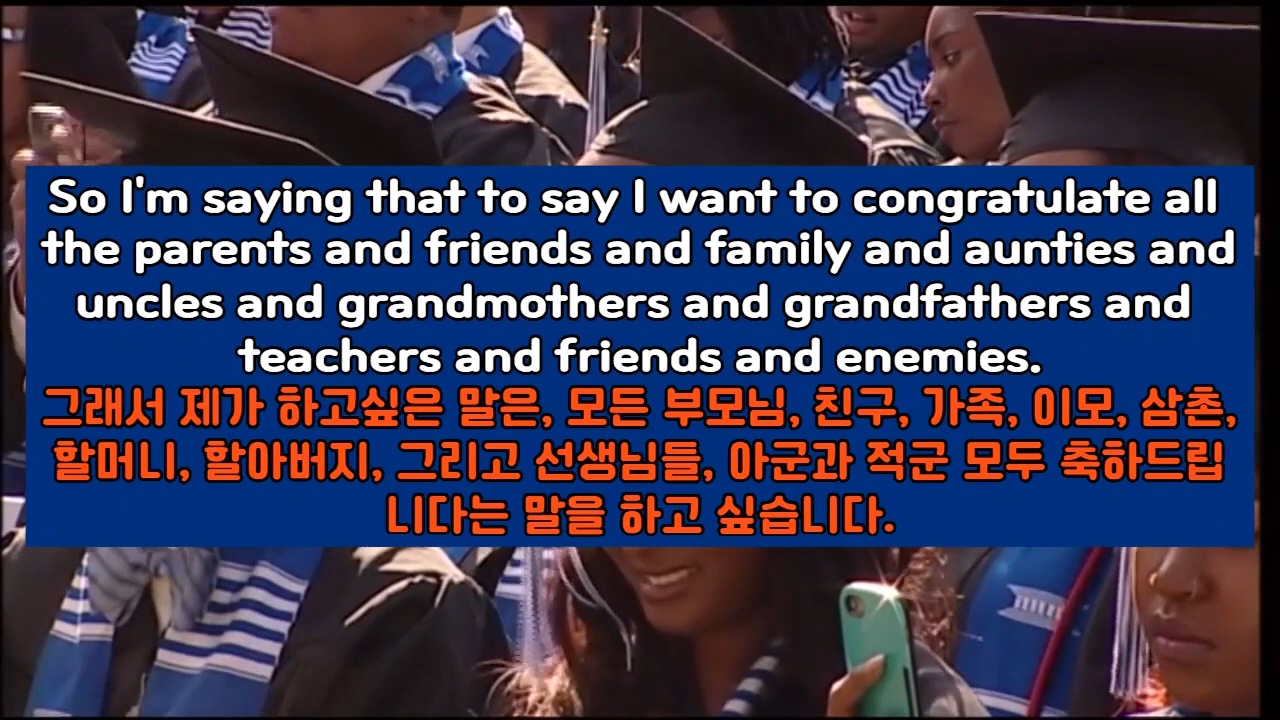 So I'm saying that to say I want to congratulate all
the parents and friends and family and aunties and
uncles and grandmothers and grandfathers and
teachers and friends and enemies.
그래서 제가 하고싶은 말은, 모든 부모님, 친구, 가족, 이모, 삼촌,
할머니, 할아버지, 그리고 선생님들, 아군과 적군 모두 축하드립
니다는 말을 하고 싶습니다.